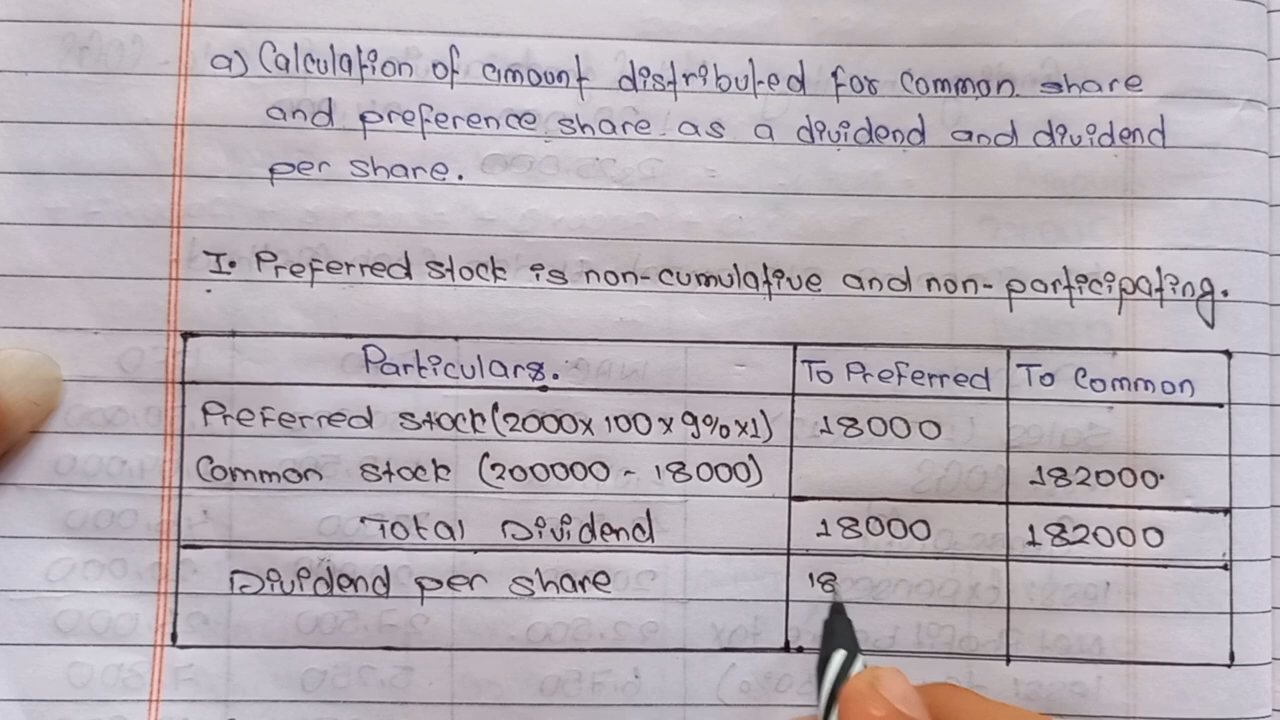 a) Calculation of amount distributed for common share
and preference share as a dividend and dividend
per share.
I. Preferred stock is non-cumulative and non-participating.
Particulars. To Preferred To Common
Preferred stock (2000x 100 x 9% x1) 18000
Common stock (200000 - 18000) 182000
Total Dividend 18000 182000
Dividend per share 18